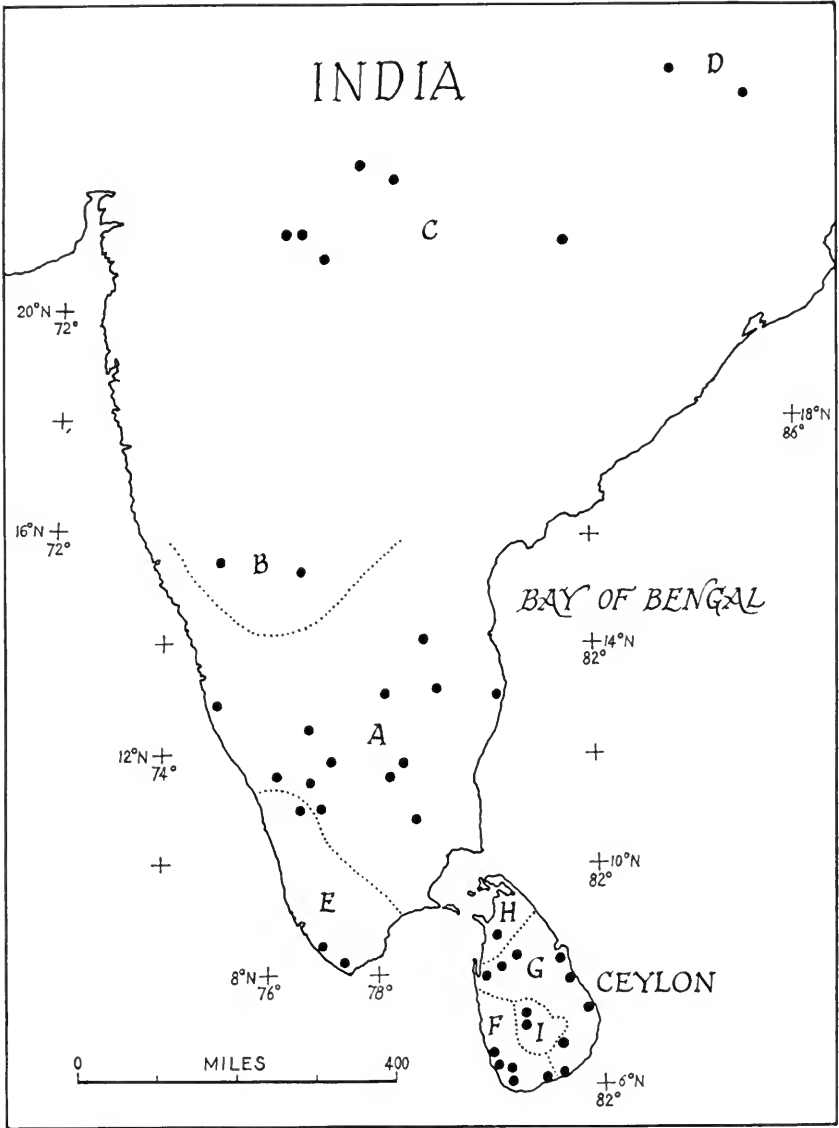 INDIA
D
C
20°N
72°
18°N
86°
16°N
72°
B
BAY OF BENGAL
14°N
82°
A
12°N
74°
10°N
82°
E
H
G
8°N
76°
78°
CEYLON
F
I
0 MILES 400
6°N
82°